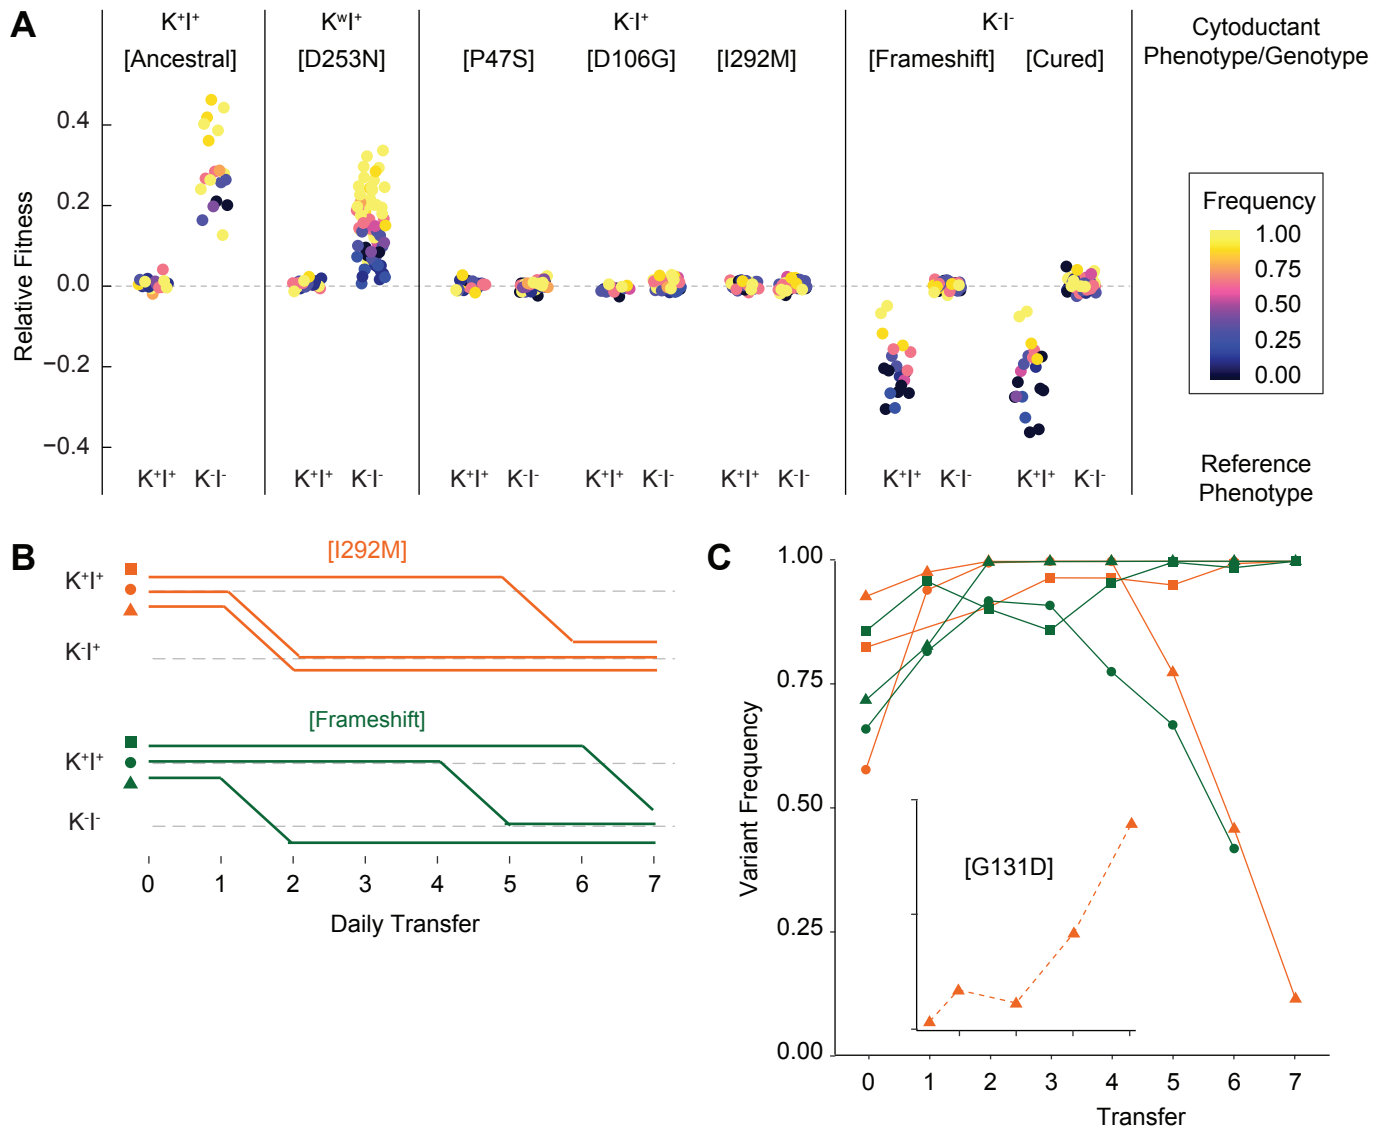 A
K⁺I⁺ KʷI⁺ K⁻I⁺ K⁻I⁻ Cytoductant
[Ancestral] [D253N] [P47S] [D106G] [I292M] [Frameshift] [Cured] Phenotype/Genotype
Relative Fitness
0.4
0.2
0.0
−0.2
−0.4
Frequency
1.00
0.75
0.50
0.25
0.00
K⁺I⁺ K⁻I⁻ K⁺I⁺ K⁻I⁻ K⁺I⁺ K⁻I⁻ K⁺I⁺ K⁻I⁻ K⁺I⁺ K⁻I⁻ K⁺I⁺ K⁻I⁻ K⁺I⁺ K⁻I⁻
Reference
Phenotype
B
[I292M]
K⁺I⁺
K⁻I⁺
[Frameshift]
K⁺I⁺
K⁻I⁻
0 1 2 3 4 5 6 7
Daily Transfer
C
Variant Frequency
1.00
0.75
0.50
0.25
0.00
[G131D]
0 1 2 3 4 5 6 7
Transfer